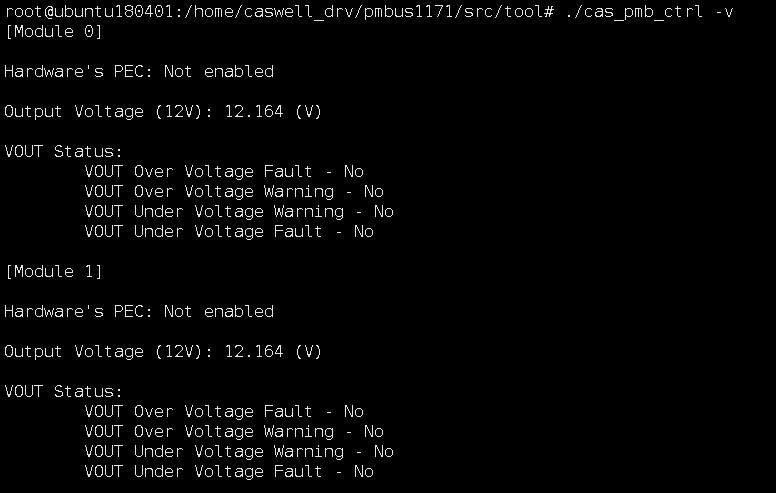 root@ubuntu180401:/home/caswell_drv/pmbus1171/src/tool# ./cas_pmb_ctrl -v
[Module 0]
Hardware's PEC: Not enabled
Output Voltage (12V): 12.164 (V)
VOUT Status:
VOUT Over Voltage Fault - No
VOUT Over Voltage Warning - No
VOUT Under Voltage Warning - No
VOUT Under Voltage Fault - No
[Module 1]
Hardware's PEC: Not enabled
Output Voltage (12V): 12.164 (V)
VOUT Status:
VOUT Over Voltage Fault - No
VOUT Over Voltage Warning - No
VOUT Under Voltage Warning - No
VOUT Under Voltage Fault - No